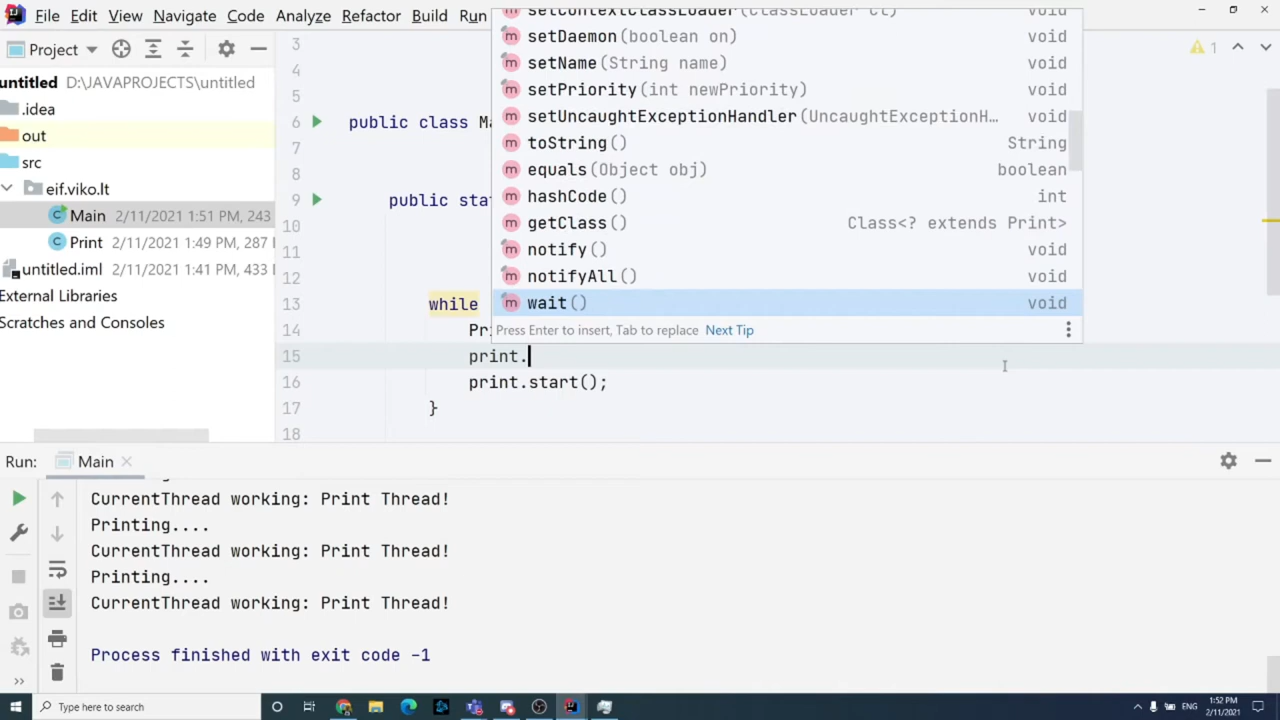 File Edit View Navigate Code Analyze Refactor Build Run
Project
untitled D:\JAVAPROJECTS\untitled
.idea
out
src
eif.viko.lt
Main 2/11/2021 1:51 PM, 243
Print 2/11/2021 1:49 PM, 287
untitled.iml 2/11/2021 1:41 PM, 433
External Libraries
Scratches and Consoles
3
4
5
6 public class Ma
7
8
9 public stat
10
11
12
13 while
14 Pri
15 print.
16 print.start();
17 }
18
setContextClassLoader(ClassLoader cl) void
setDaemon(boolean on) void
setName(String name) void
setPriority(int newPriority) void
setUncaughtExceptionHandler(UncaughtExceptionH… void
toString() String
equals(Object obj) boolean
hashCode() int
getClass() Class<? extends Print>
notify() void
notifyAll() void
wait() void
Press Enter to insert, Tab to replace Next Tip
1
Run: Main
CurrentThread working: Print Thread!
Printing....
CurrentThread working: Print Thread!
Printing....
CurrentThread working: Print Thread!
Process finished with exit code -1
Type here to search
ENG
1:52 PM
2/11/2021